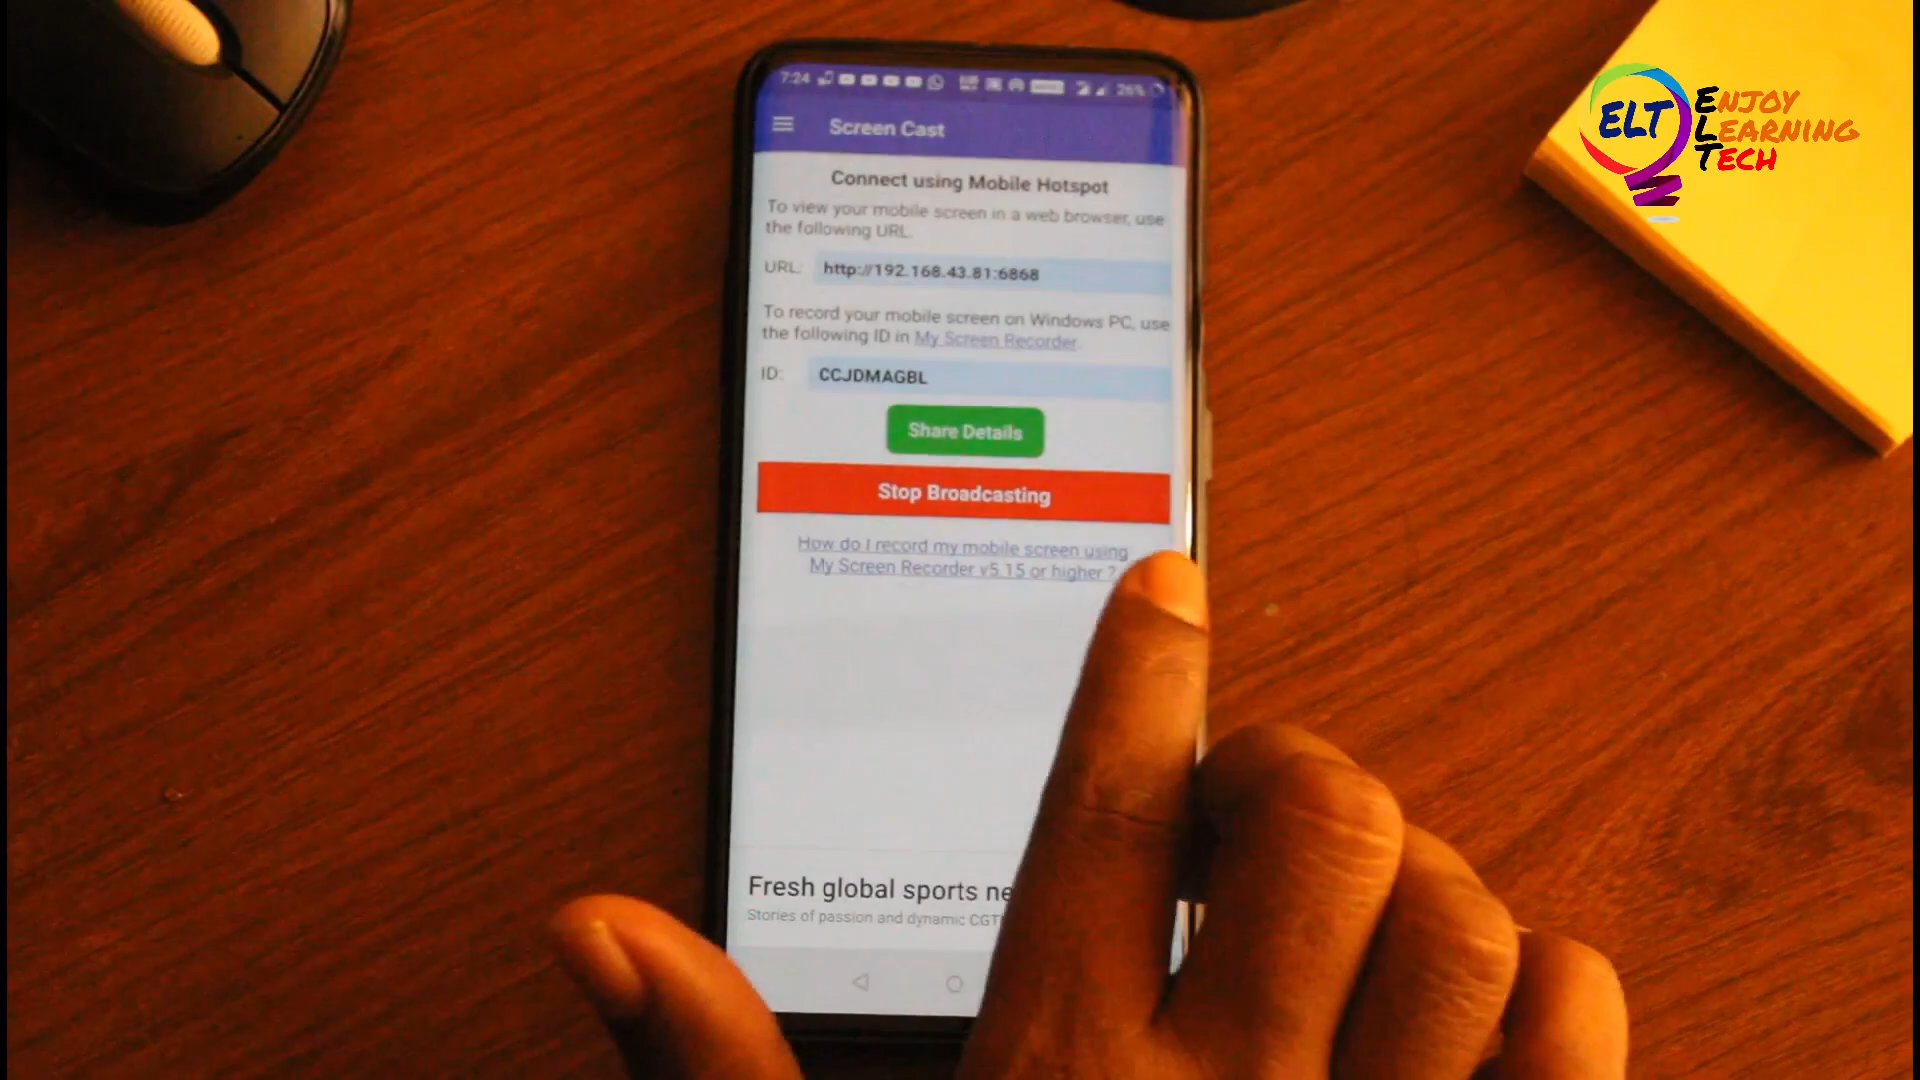 7:24
26%
Screen Cast
Connect using Mobile Hotspot
To view your mobile screen in a web browser, use
the following URL.
URL: http://192.168.43.81:6868
To record your mobile screen on Windows PC, use
the following ID in My Screen Recorder.
ID: CCJDMAGBL
Share Details
Stop Broadcasting
How do I record my mobile screen using
My Screen Recorder v5.15 or higher ?
Fresh global sports
Stories of passion and dynamic
ELT
ENJOY
LEARNING
TECH